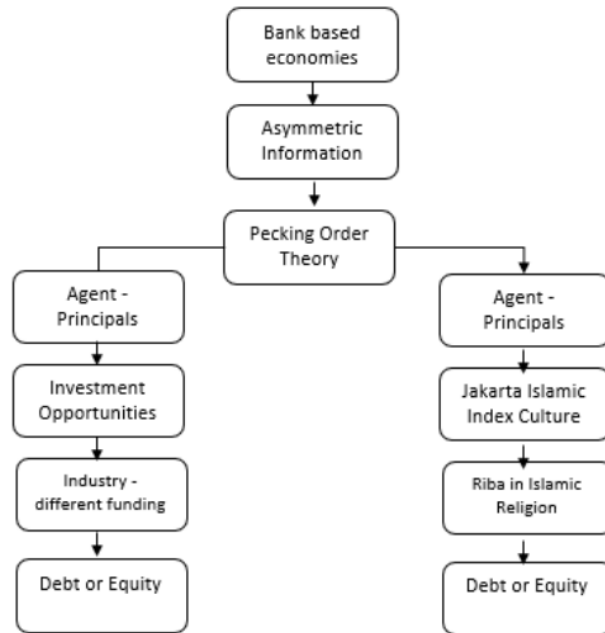 Bank based
economies
Asymmetric
Information
Pecking Order
Theory
Agent -
Principals
Investment
Opportunities
Industry -
different funding
Debt or Equity
Agent -
Principals
Jakarta Islamic
Index Culture
Riba in Islamic
Religion
Debt or Equity